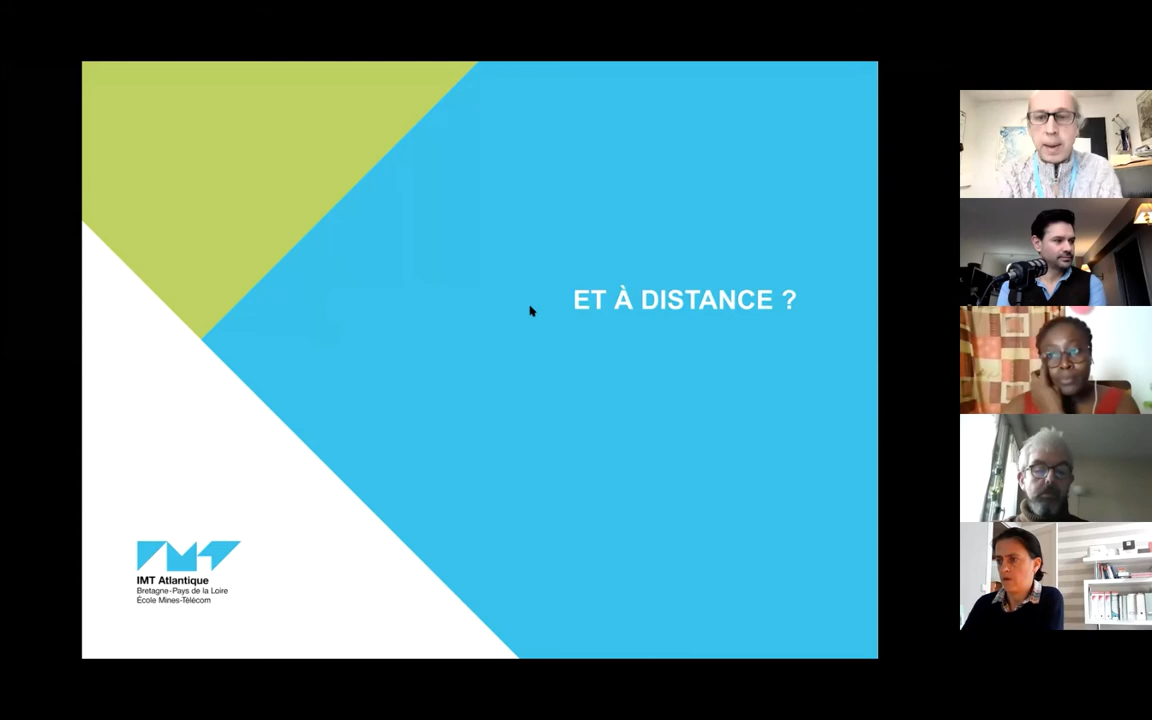 ET À DISTANCE ?
IMT Atlantique
Bretagne-Pays de la Loire
École Mines-Télécom